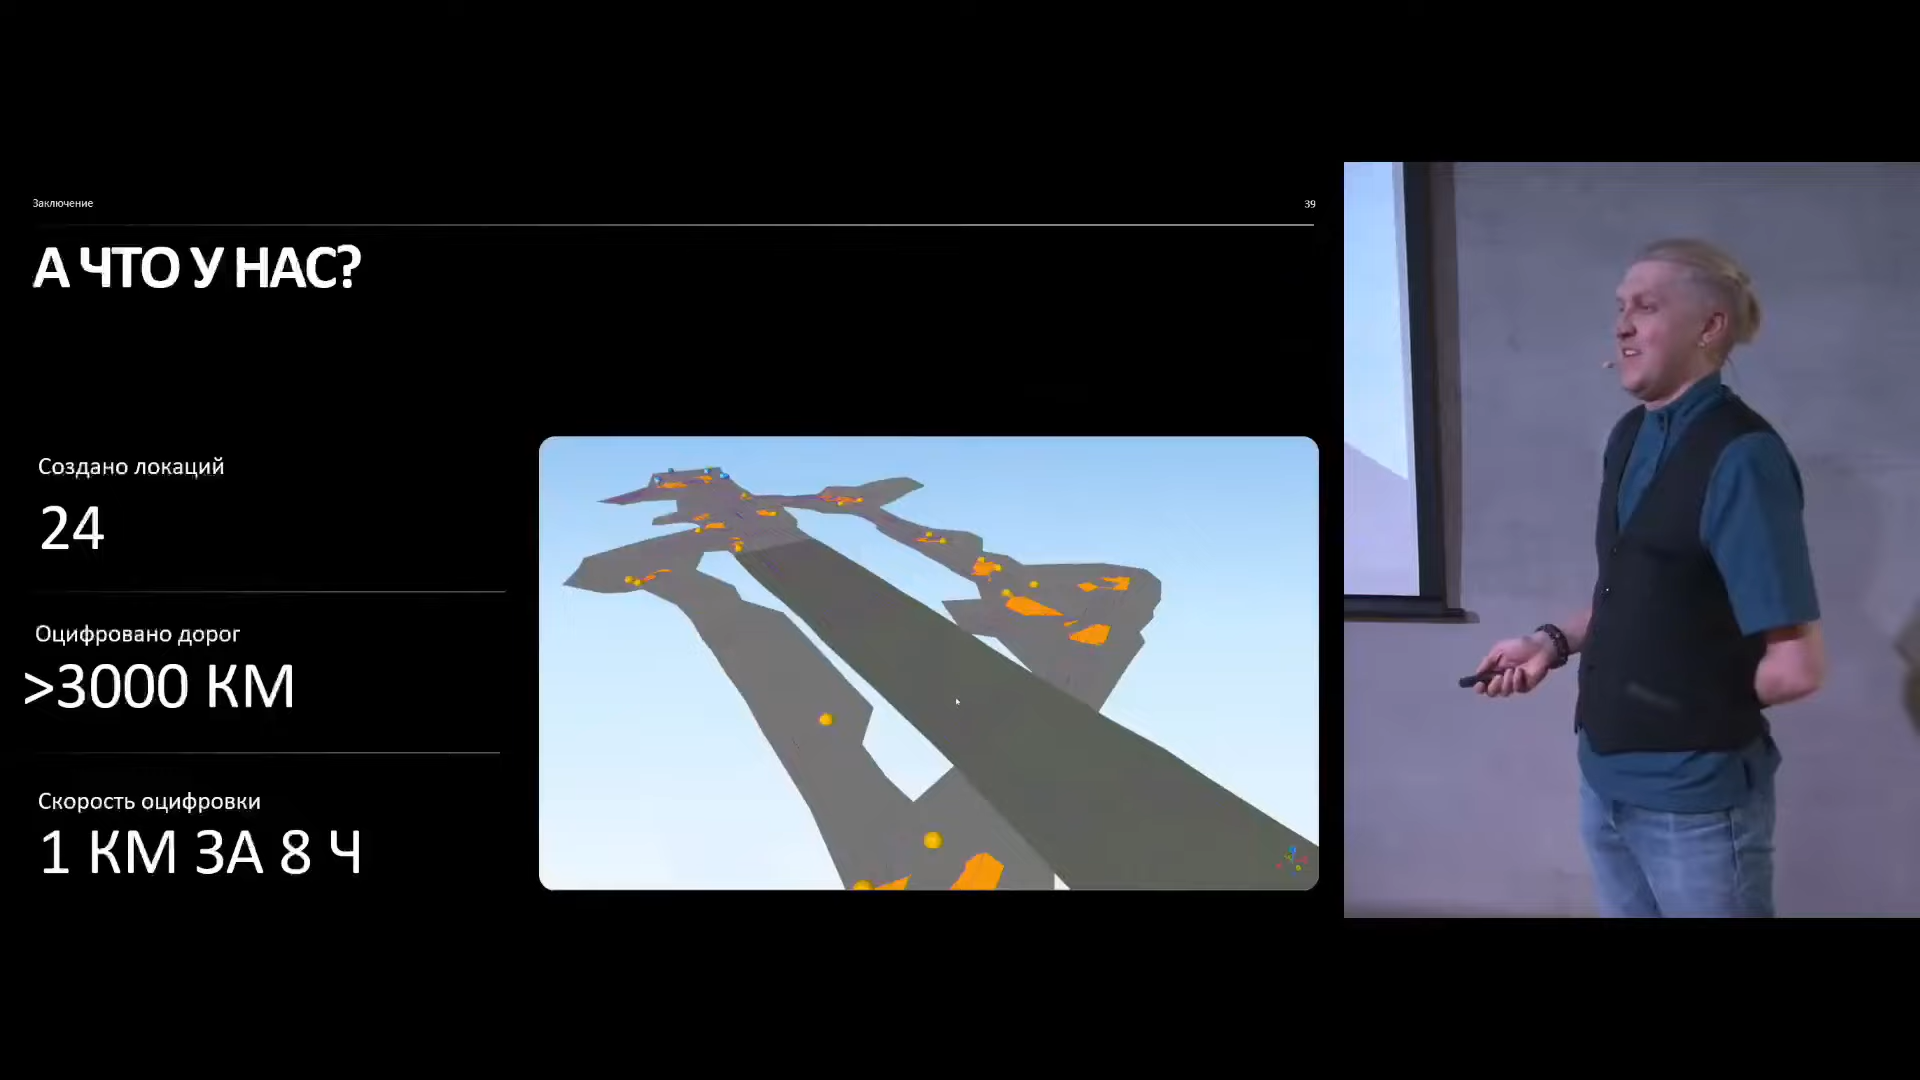 Заключение
39
А ЧТО У НАС?
Создано локаций
24
Оцифровано дорог
>3000 КМ
Скорость оцифровки
1 КМ ЗА 8 Ч